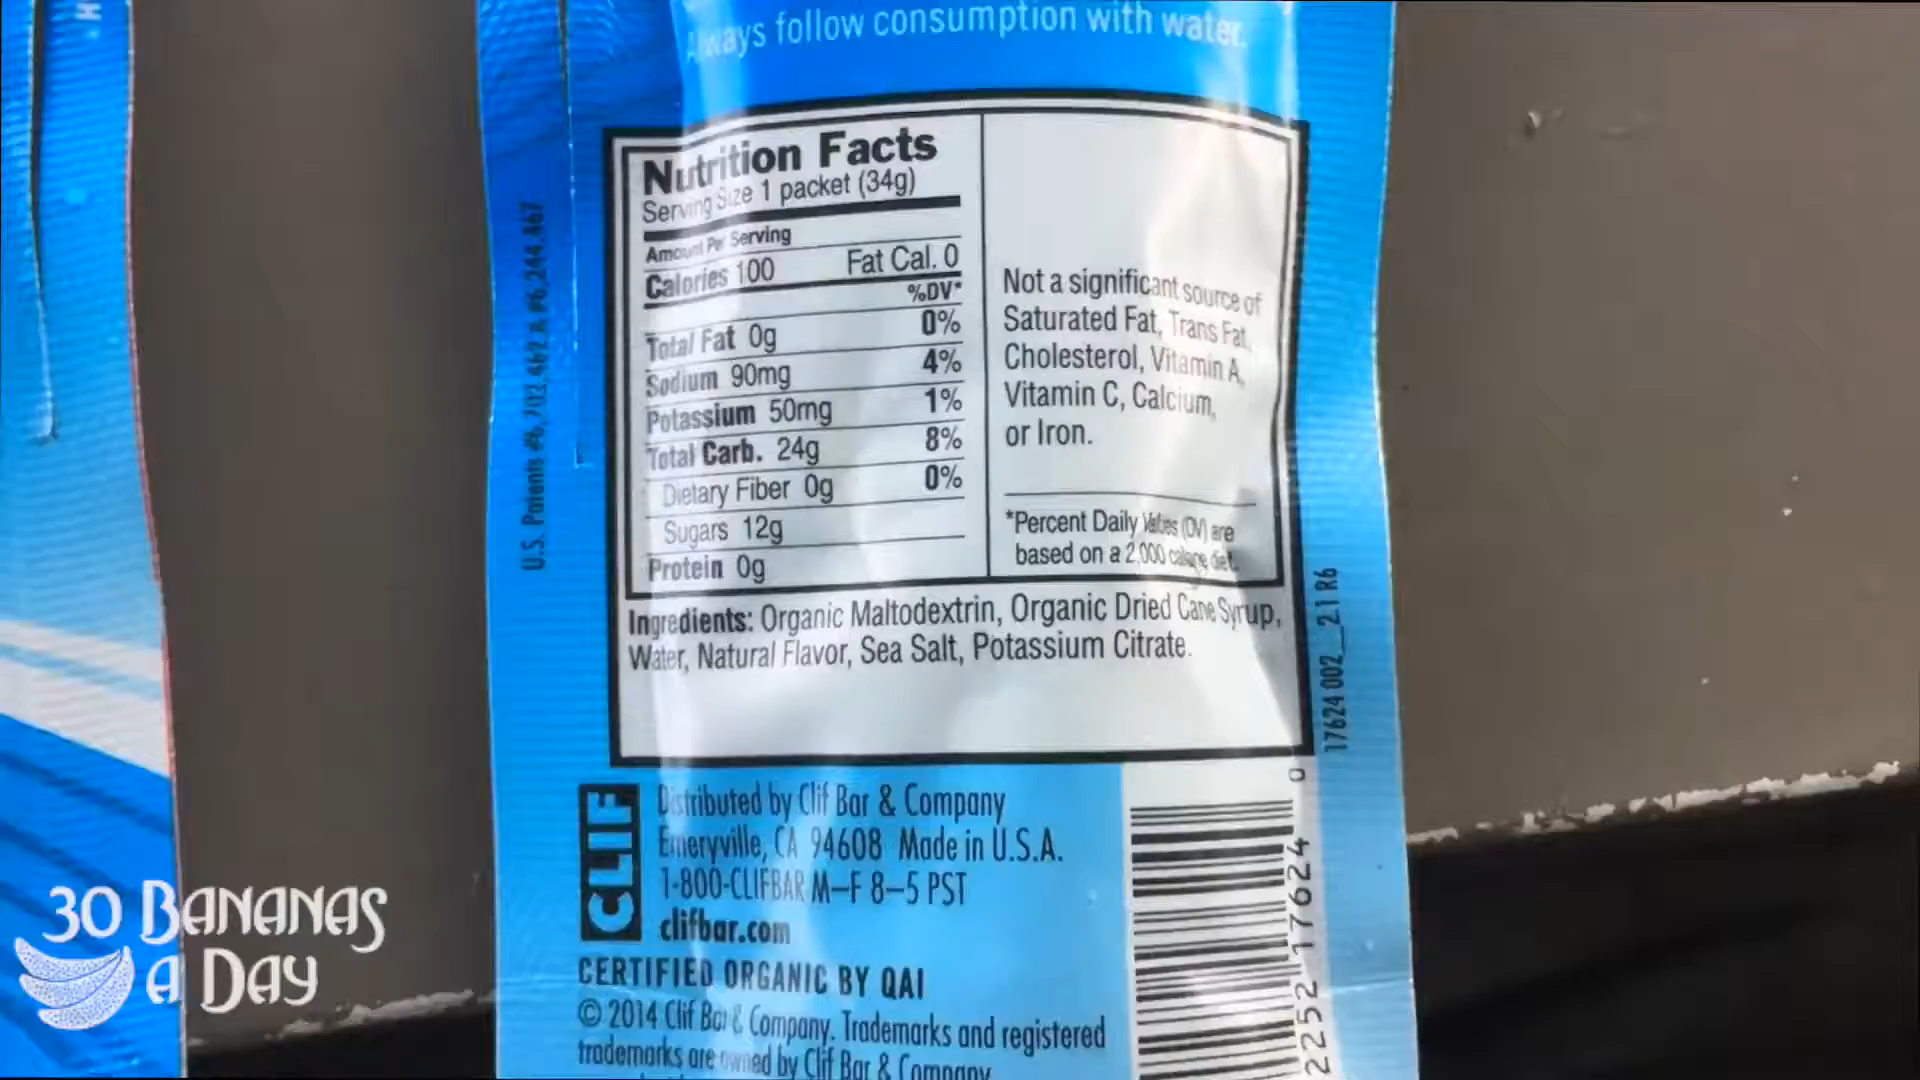 Always follow consumption with water.
Nutrition Facts
Serving Size 1 packet (34g)
Amount Per Serving
Calories 100 Fat Cal. 0
%DV*
Total Fat 0g 0%
Sodium 90mg 4%
Potassium 50mg 1%
Total Carb. 24g 8%
Dietary Fiber 0g 0%
Sugars 12g
Protein 0g
Not a significant source of
Saturated Fat, Trans Fat,
Cholesterol, Vitamin A,
Vitamin C, Calcium,
or Iron.
*Percent Daily Values (DV) are
based on a 2,000 calorie diet.
Ingredients: Organic Maltodextrin, Organic Dried Cane Syrup,
Water, Natural Flavor, Sea Salt, Potassium Citrate.
U.S. Patents #6,702,462 & #6,244,467
17624 002_2.1 R6
CLIF
Distributed by Clif Bar & Company
Emeryville, CA 94608 Made in U.S.A.
1-800-CLIFBAR M–F 8–5 PST
clifbar.com
CERTIFIED ORGANIC BY QAI
© 2014 Clif Bar & Company. Trademarks and registered
trademarks are owned by Clif Bar & Company
22252 17624 0
30 BANANAS
a DAY